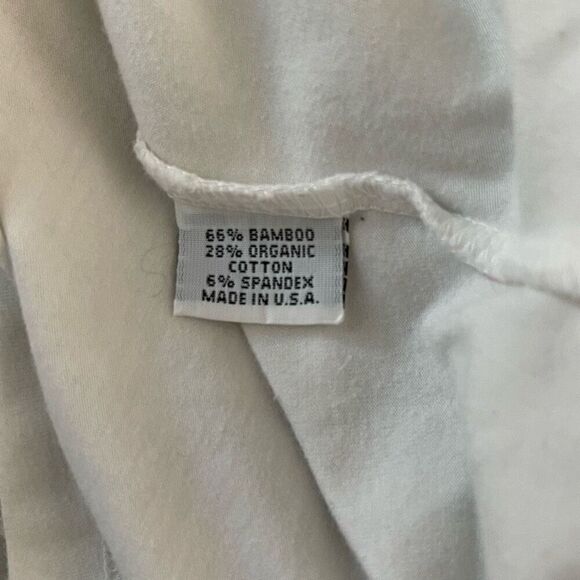 66% BAMBOO
28% ORGANIC
COTTON
6% SPANDEX
MADE IN U.S.A.